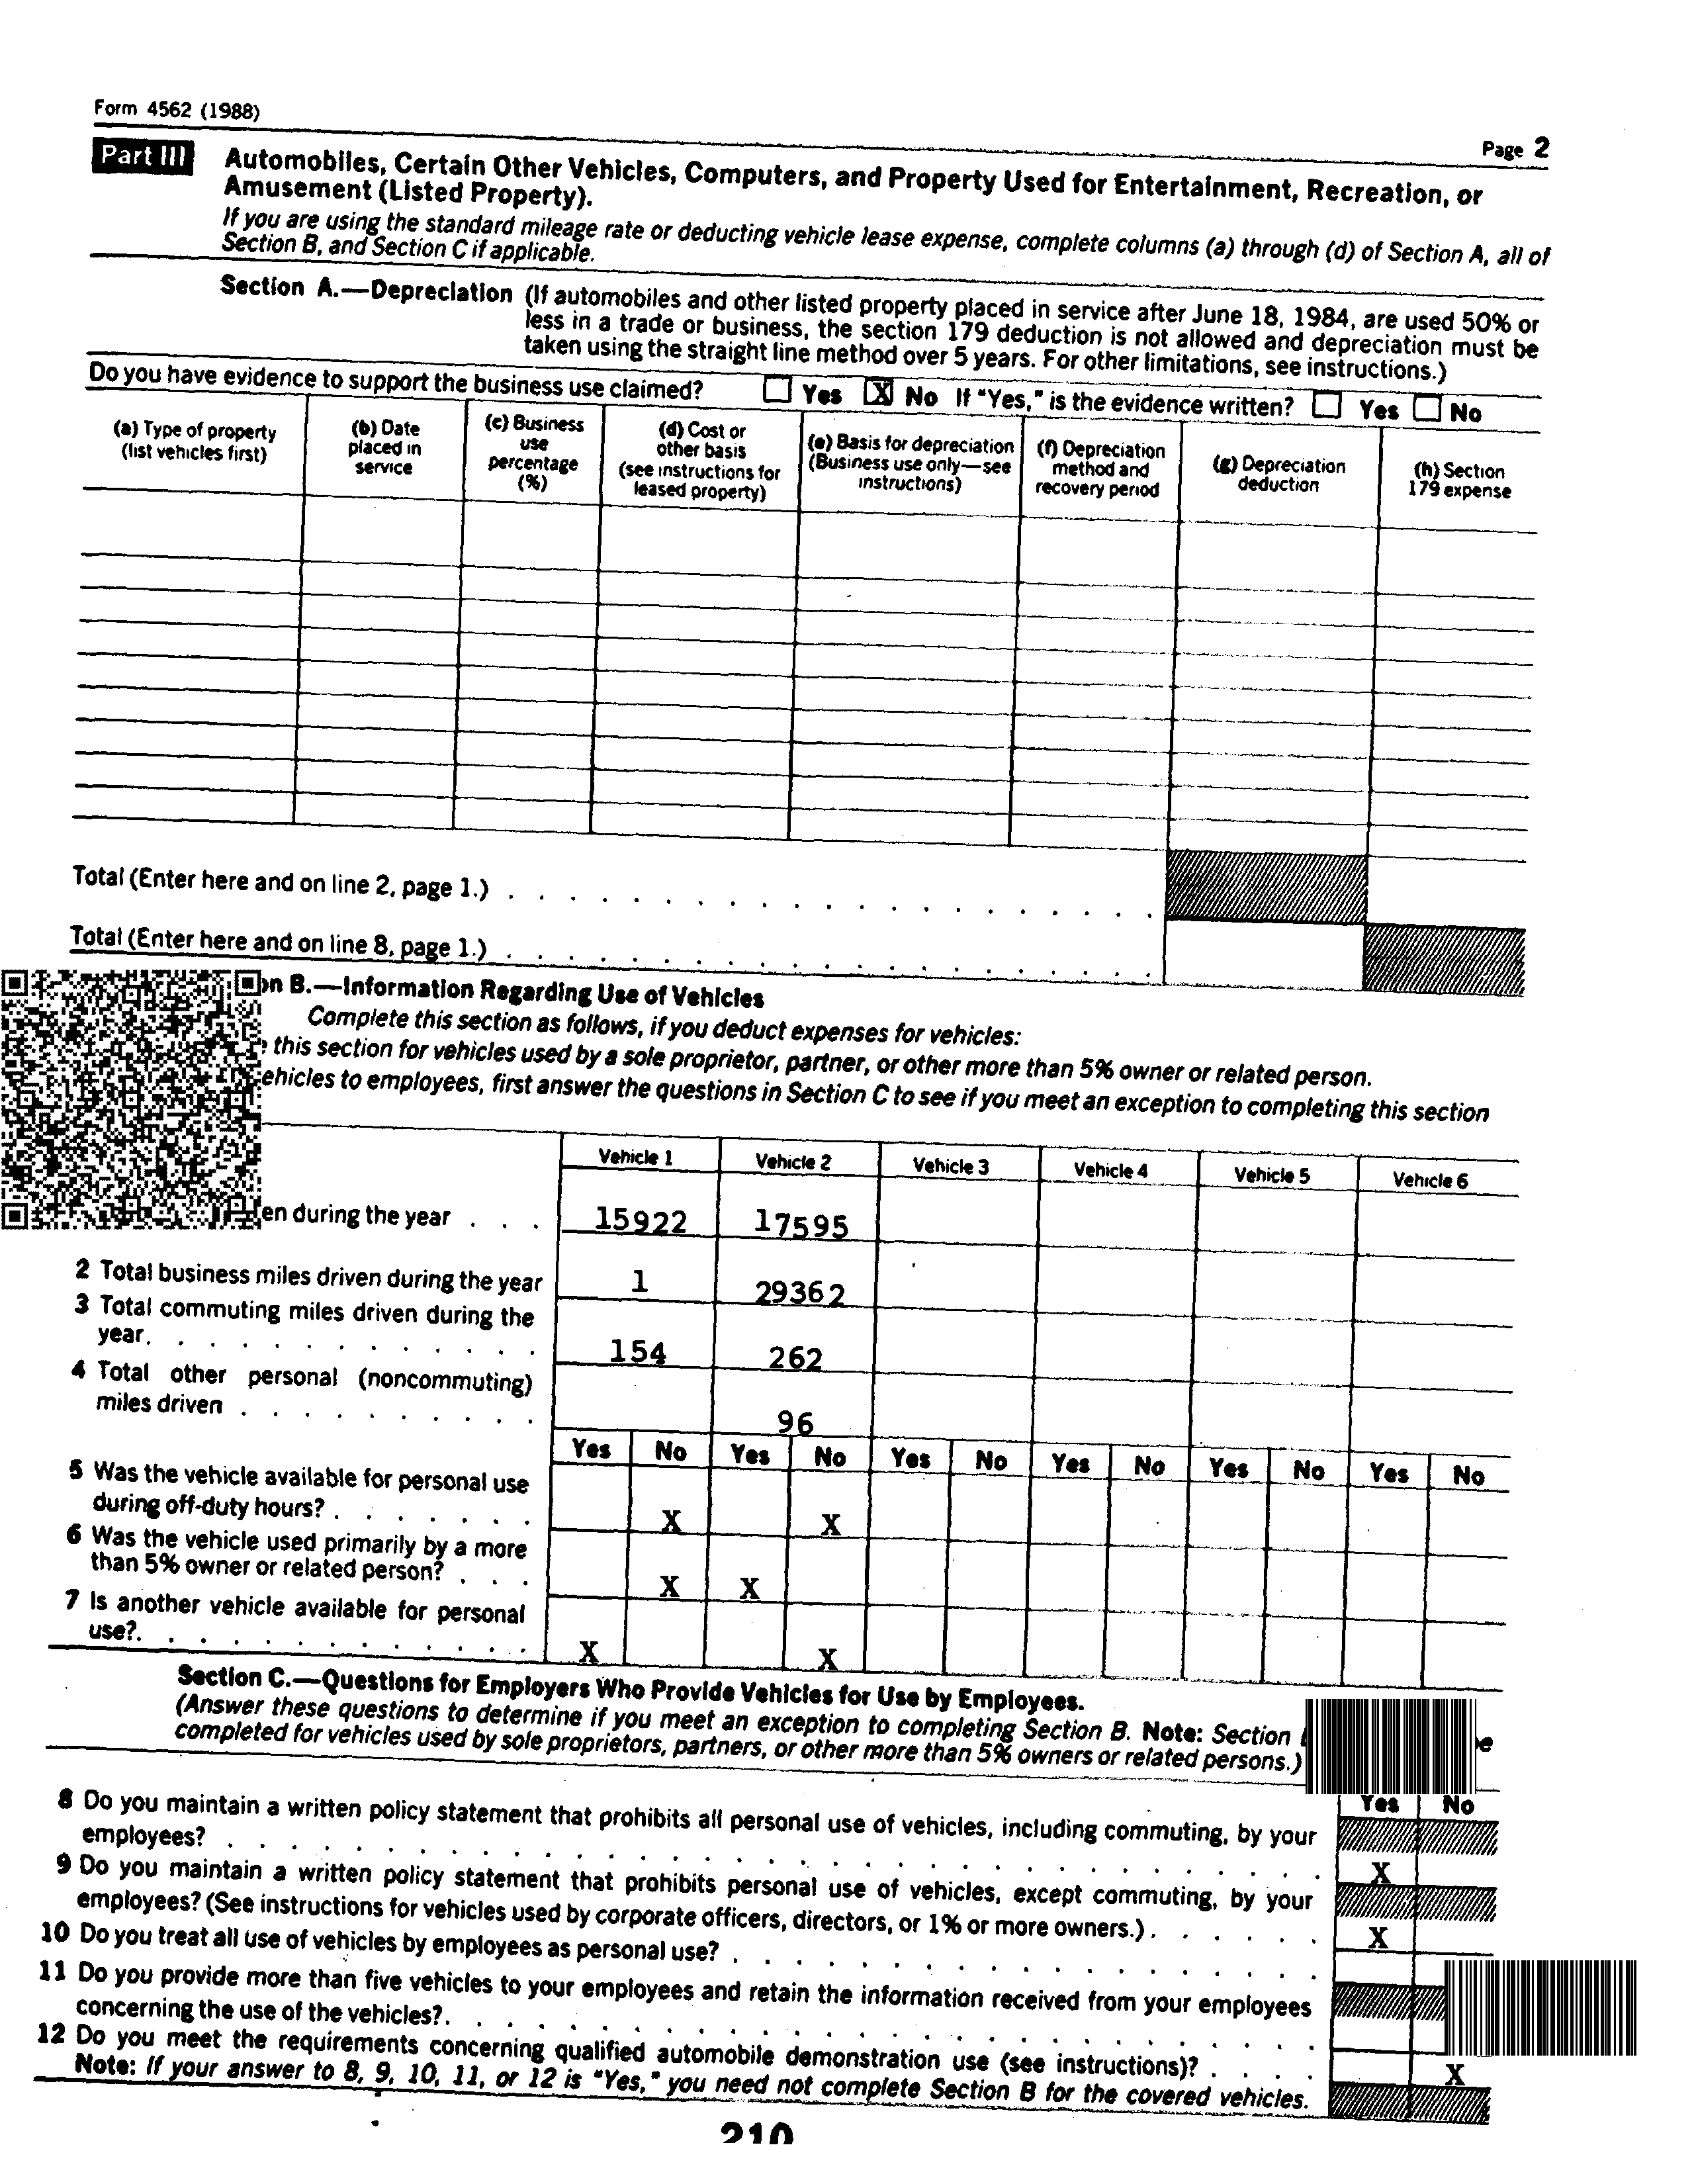 Form 4562 (1988)
Page 2
Part III
Automobiles, Certain Other Vehicles, Computers, and Property Used for Entertainment, Recreation, or
Amusement (Listed Property).
If you are using the standard mileage rate or deducting vehicle lease expense, complete columns (a) through (d) of Section A, all of
Section B, and Section C if applicable.
Section A.—Depreciation (If automobiles and other listed property placed in service after June 18, 1984, are used 50% or
less in a trade or business, the section 179 deduction is not allowed and depreciation must be
taken using the straight line method over 5 years. For other limitations, see instructions.)
Do you have evidence to support the business use claimed? Yes X No If "Yes," is the evidence written? Yes No
(a) Type of property
(list vehicles first)
(b) Date
placed in
service
(c) Business
use
percentage
(%)
(d) Cost or
other basis
(see instructions for
leased property)
(e) Basis for depreciation
(Business use only—see
instructions)
(f) Depreciation
method and
recovery period
(g) Depreciation
deduction
(h) Section
179 expense
Total (Enter here and on line 2, page 1.)
Total (Enter here and on line 8, page 1.)
B.—Information Regarding Use of Vehicles
Complete this section as follows, if you deduct expenses for vehicles:
this section for vehicles used by a sole proprietor, partner, or other more than 5% owner or related person.
ehicles to employees, first answer the questions in Section C to see if you meet an exception to completing this section
Vehicle 1 Vehicle 2 Vehicle 3 Vehicle 4 Vehicle 5 Vehicle 6
en during the year . . . 15922 17595
2 Total business miles driven during the year 1 29362
3 Total commuting miles driven during the
year. 154 262
4 Total other personal (noncommuting)
miles driven 96
Yes No Yes No Yes No Yes No Yes No Yes No
5 Was the vehicle available for personal use
during off-duty hours? X X
6 Was the vehicle used primarily by a more
than 5% owner or related person? X X
7 Is another vehicle available for personal
use?. X X
Section C.—Questions for Employers Who Provide Vehicles for Use by Employees.
(Answer these questions to determine if you meet an exception to completing Section B. Note: Section
completed for vehicles used by sole proprietors, partners, or other more than 5% owners or related persons.)
Yes No
8 Do you maintain a written policy statement that prohibits all personal use of vehicles, including commuting, by your
employees? X
9 Do you maintain a written policy statement that prohibits personal use of vehicles, except commuting, by your
employees? (See instructions for vehicles used by corporate officers, directors, or 1% or more owners.) X
10 Do you treat all use of vehicles by employees as personal use?
11 Do you provide more than five vehicles to your employees and retain the information received from your employees
concerning the use of the vehicles?.
12 Do you meet the requirements concerning qualified automobile demonstration use (see instructions)? X
Note: If your answer to 8, 9, 10, 11, or 12 is "Yes," you need not complete Section B for the covered vehicles.
210